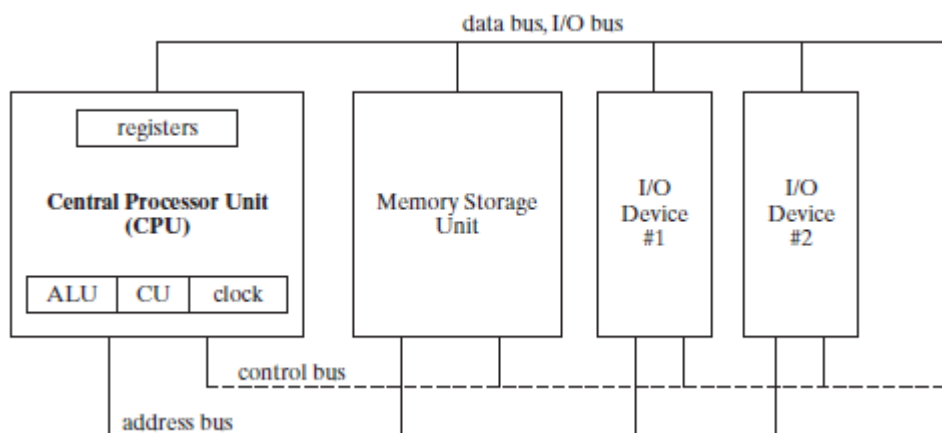 data bus, I/O bus
registers
Central Processor Unit
(CPU)
ALU
CU
clock
Memory Storage
Unit
I/O
Device
#1
I/O
Device
#2
control bus
address bus